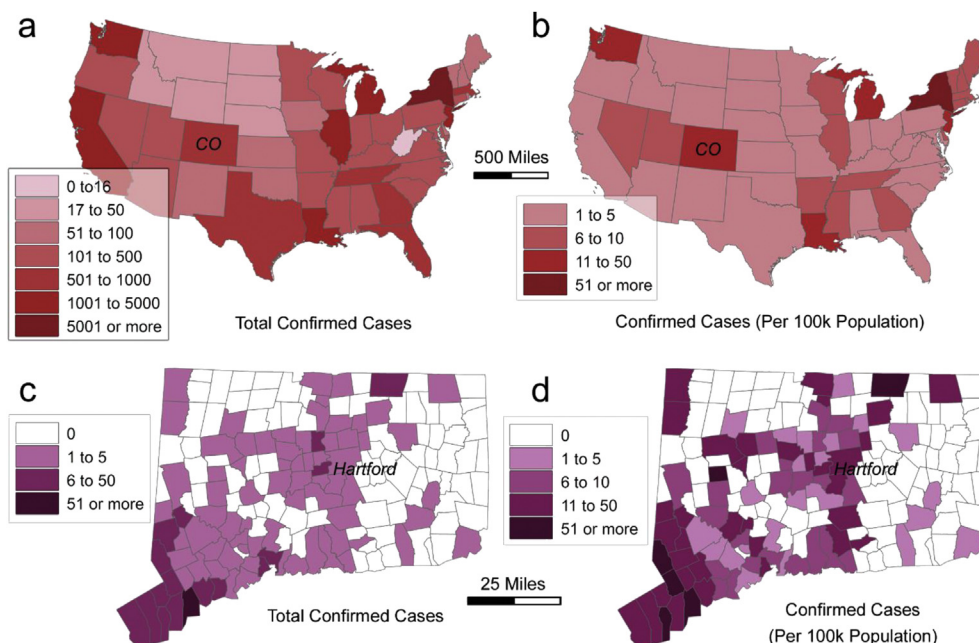 a
b
CO
CO
500 Miles
0 to16
17 to 50
51 to 100
101 to 500
501 to 1000
1001 to 5000
5001 or more
1 to 5
6 to 10
11 to 50
51 or more
Total Confirmed Cases
Confirmed Cases (Per 100k Population)
c
d
0
1 to 5
6 to 50
51 or more
Hartford
0
1 to 5
6 to 10
11 to 50
51 or more
Hartford
25 Miles
Total Confirmed Cases
Confirmed Cases
(Per 100k Population)